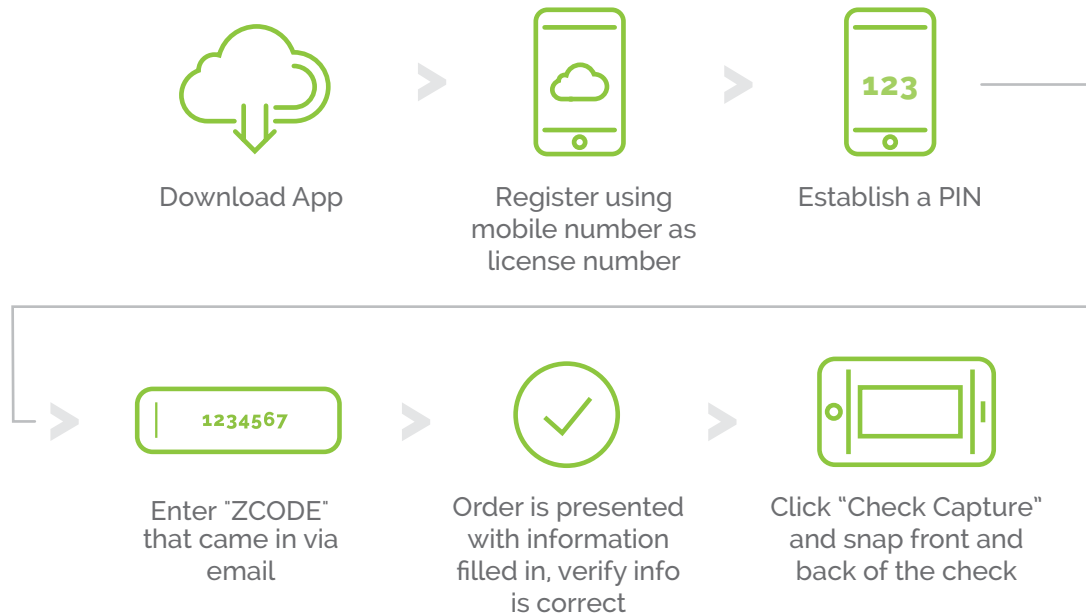 123
Download App
Register using
mobile number as
license number
Establish a PIN
1234567
Enter "ZCODE"
that came in via
email
Order is presented
with information
filled in, verify info
is correct
Click “Check Capture”
and snap front and
back of the check